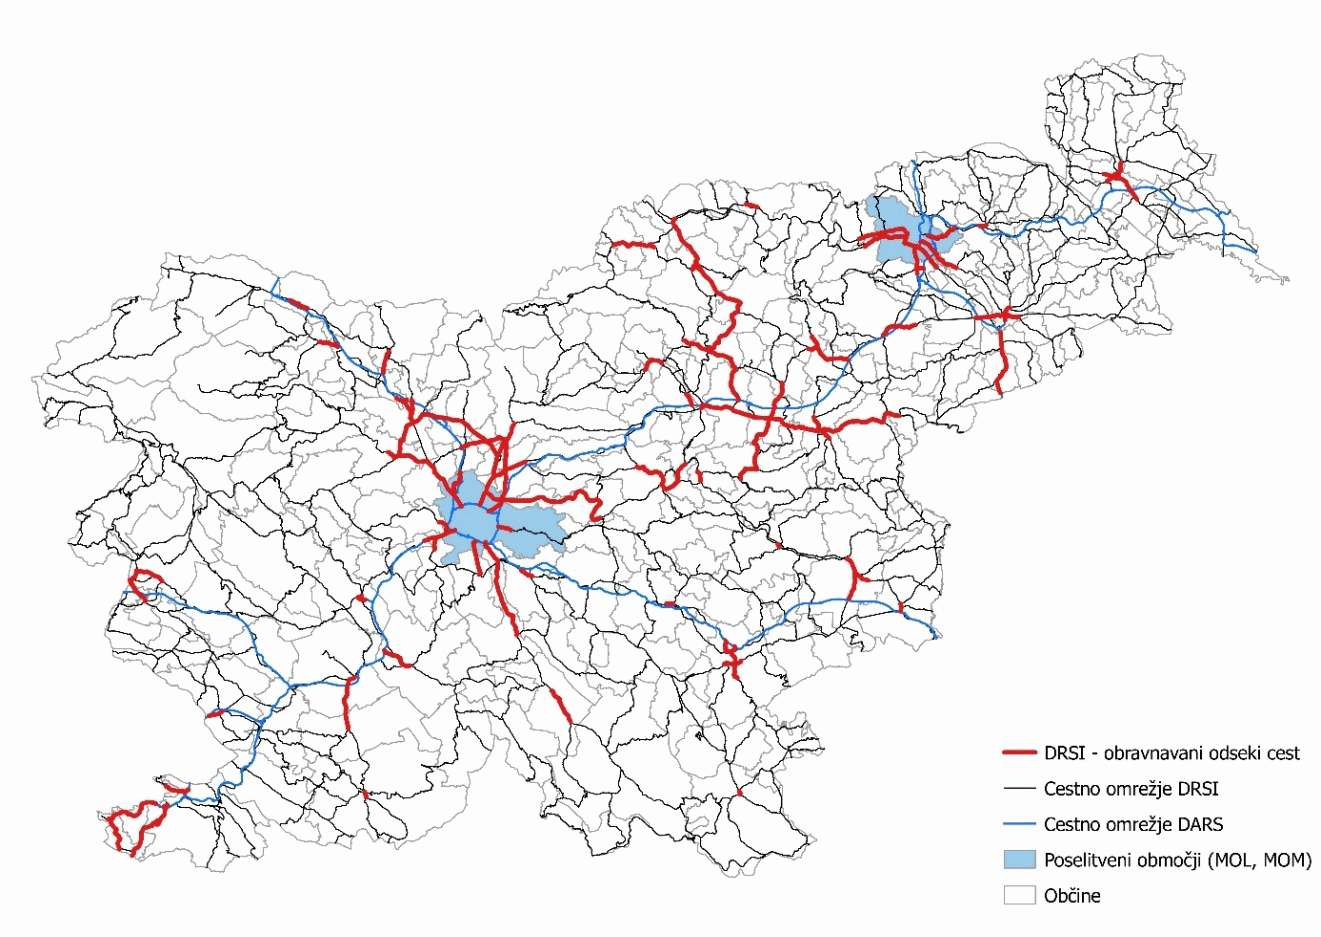 DRSI - obravnavani odseki cest
Cestno omrežje DRSI
Cestno omrežje DARS
Poselitveni območji (MOL, MOM)
Občine